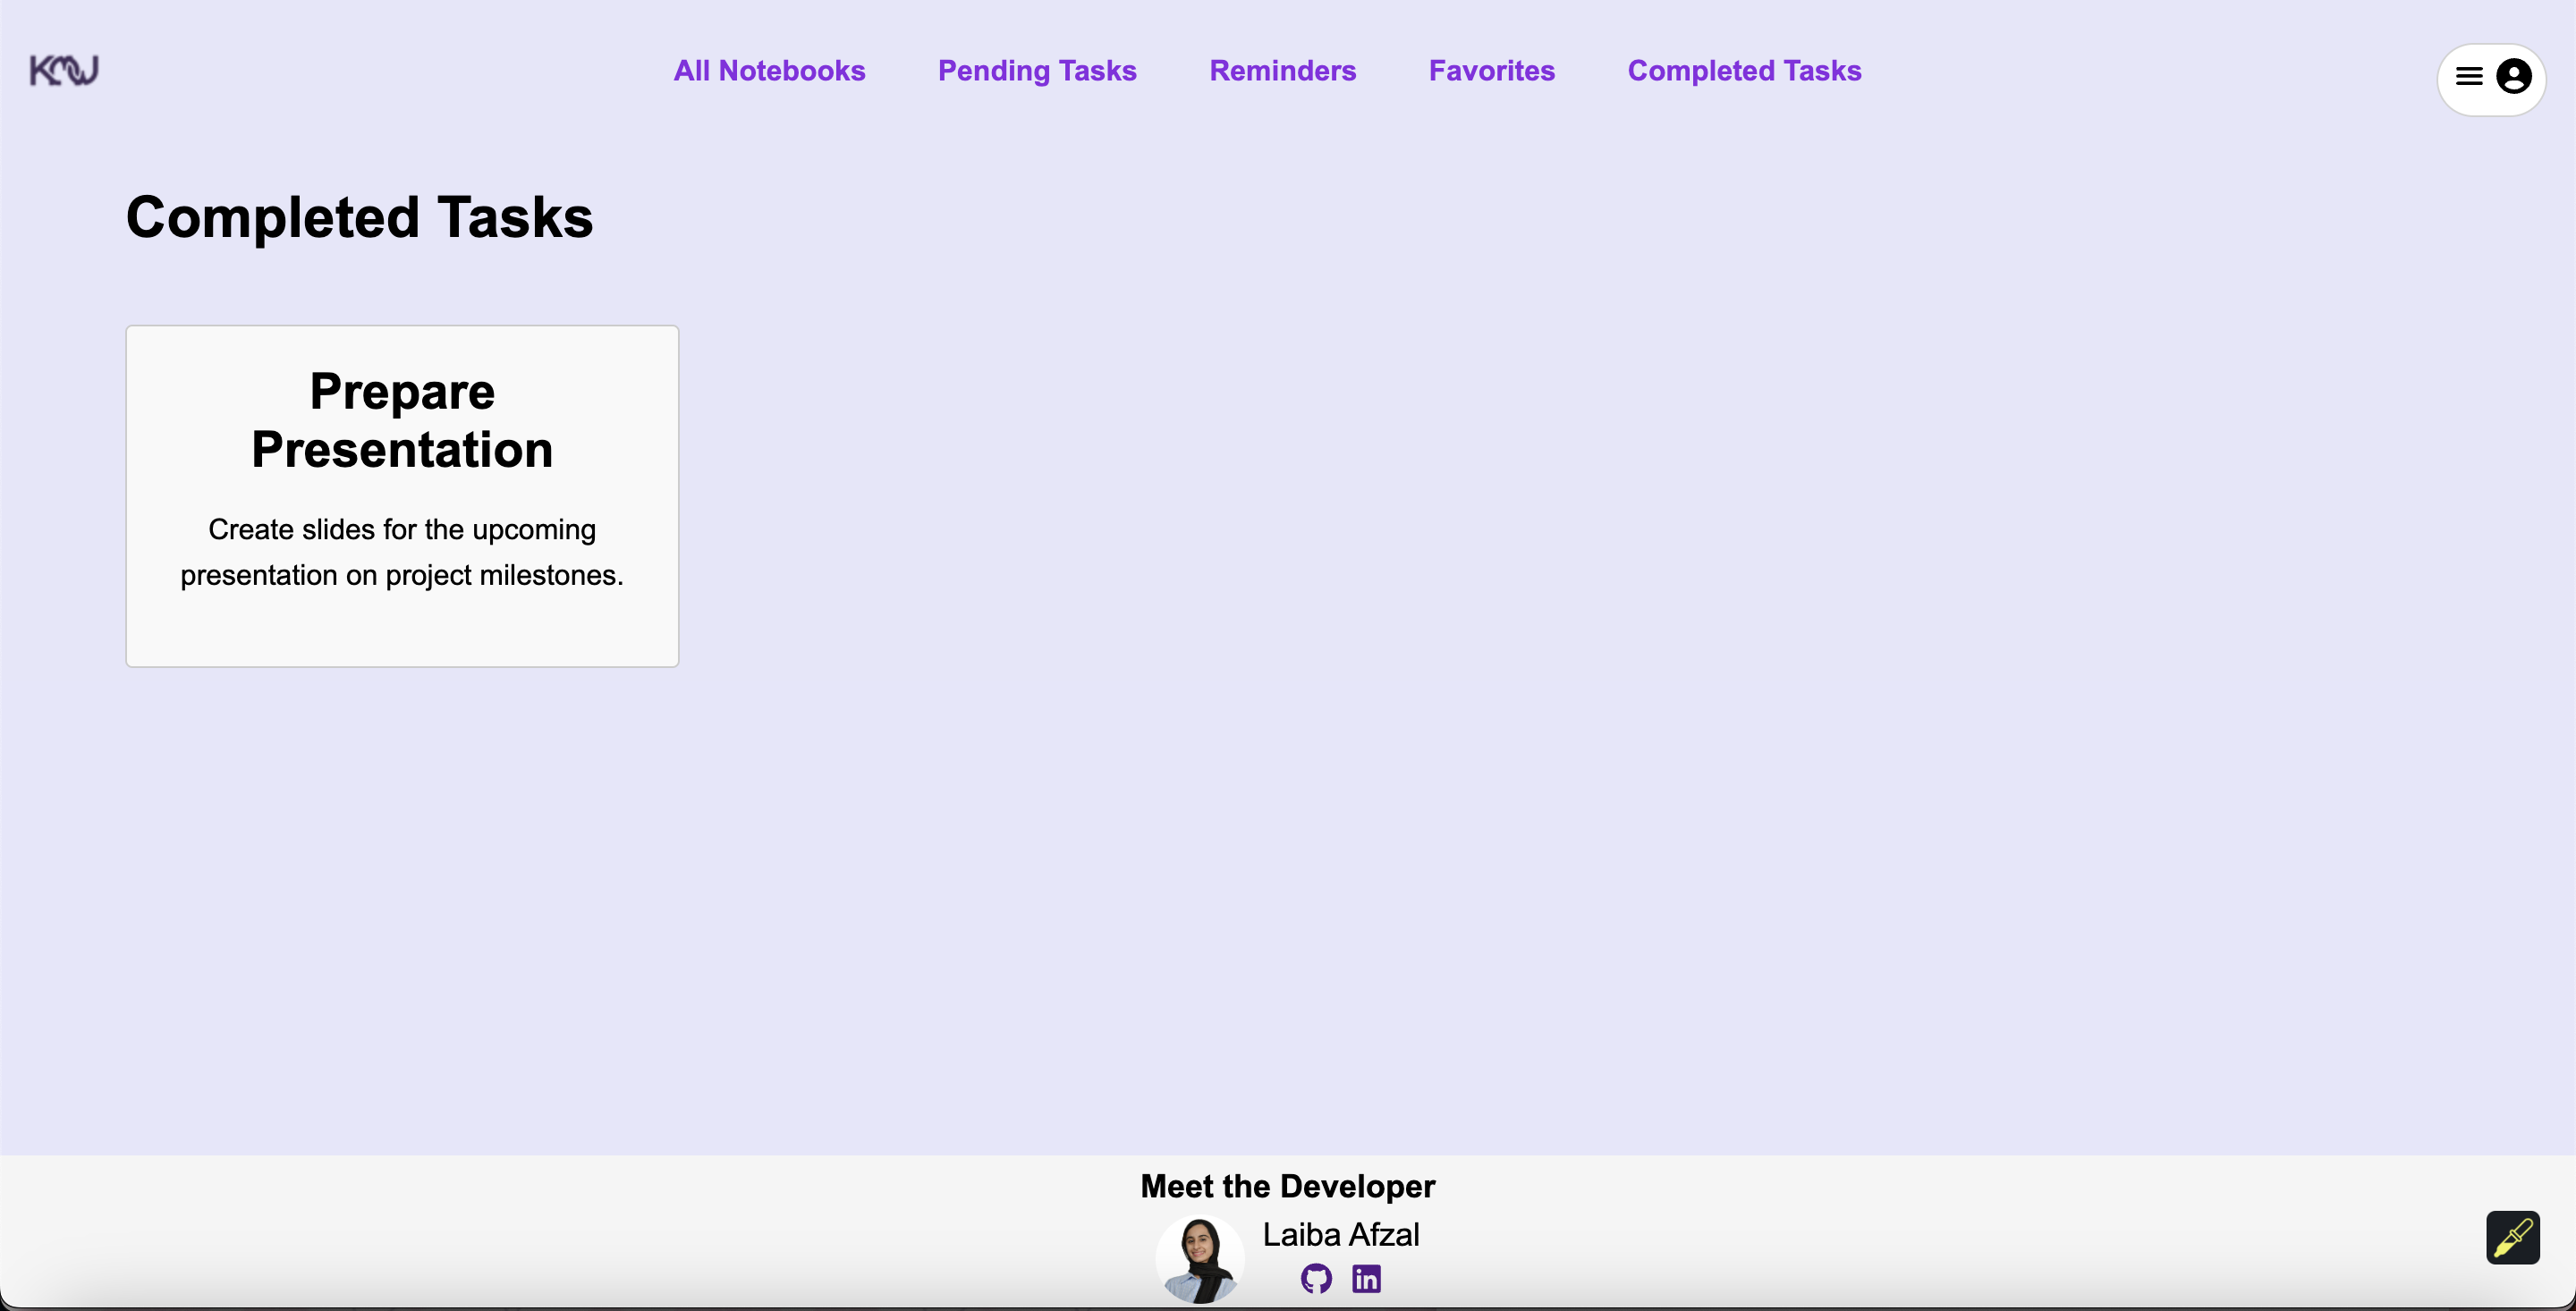 All Notebooks Pending Tasks Reminders Favorites Completed Tasks
Completed Tasks
Prepare
Presentation
Create slides for the upcoming
presentation on project milestones.
Meet the Developer
Laiba Afzal
in